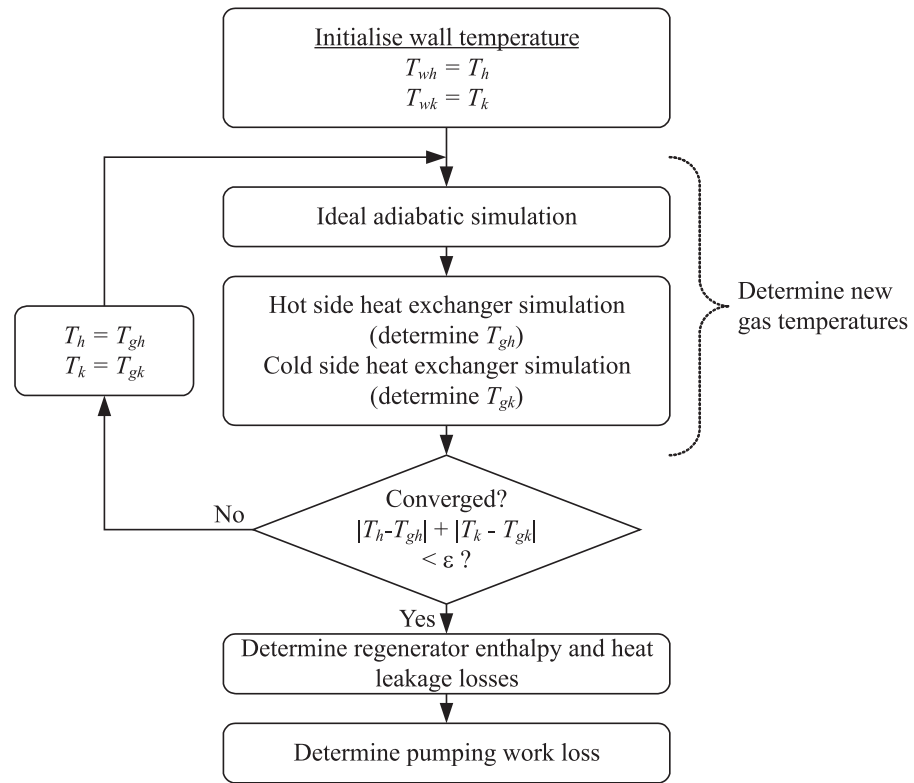 Initialise wall temperature
T_wh = T_h
T_wk = T_k
Ideal adiabatic simulation
Hot side heat exchanger simulation
(determine T_gh)
Cold side heat exchanger simulation
(determine T_gk)
Determine new
gas temperatures
T_h = T_gh
T_k = T_gk
No
Converged?
|T_h-T_gh| + |T_k - T_gk|
< ε ?
Yes
Determine regenerator enthalpy and heat
leakage losses
Determine pumping work loss